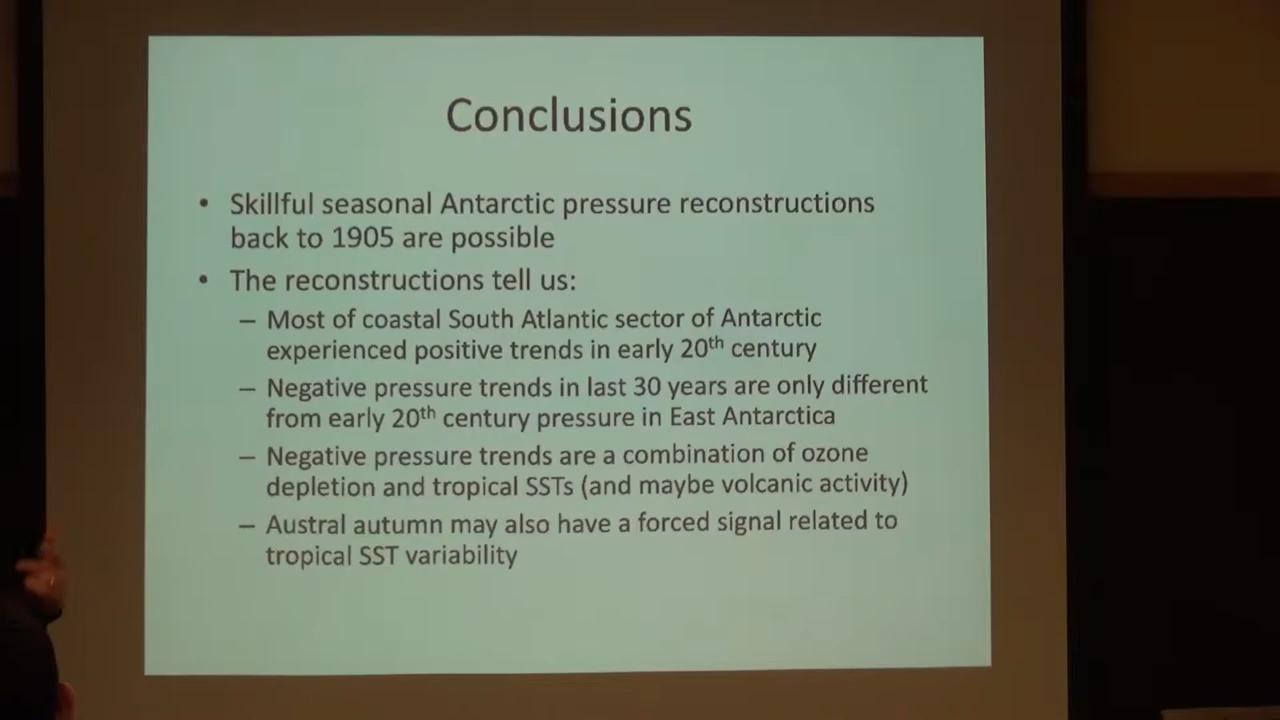 Conclusions
• Skillful seasonal Antarctic pressure reconstructions
back to 1905 are possible
• The reconstructions tell us:
– Most of coastal South Atlantic sector of Antarctic
experienced positive trends in early 20th century
– Negative pressure trends in last 30 years are only different
from early 20th century pressure in East Antarctica
– Negative pressure trends are a combination of ozone
depletion and tropical SSTs (and maybe volcanic activity)
– Austral autumn may also have a forced signal related to
tropical SST variability